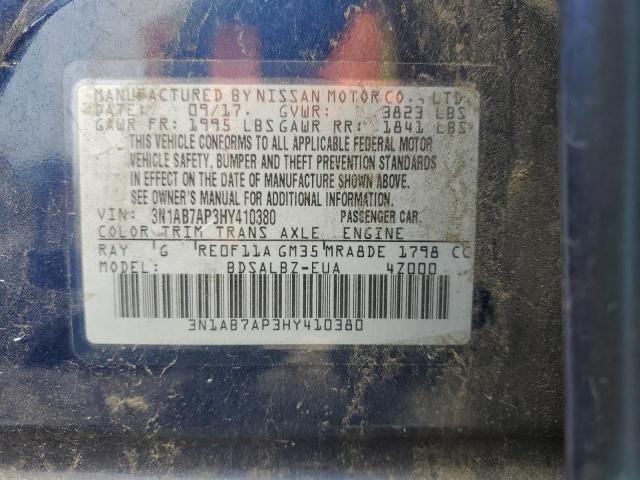 MANUFACTURED BY NISSAN MOTOR CO., LTD.
DATE: 09/17. GVWR: 3823 LBS
GAWR FR: 1995 LBS GAWR RR: 1841 LBS
THIS VEHICLE CONFORMS TO ALL APPLICABLE FEDERAL MOTOR
VEHICLE SAFETY, BUMPER AND THEFT PREVENTION STANDARDS
IN EFFECT ON THE DATE OF MANUFACTURE SHOWN ABOVE.
SEE OWNER'S MANUAL FOR ADDITIONAL INFORMATION.
VIN: 3N1AB7AP3HY410380 PASSENGER CAR.
COLOR TRIM TRANS AXLE ENGINE
RAY G RE0F11A GM35 MRA8DE 1798 CC
MODEL: BDSALBZ-EUA 4Z000
3N1AB7AP3HY410380